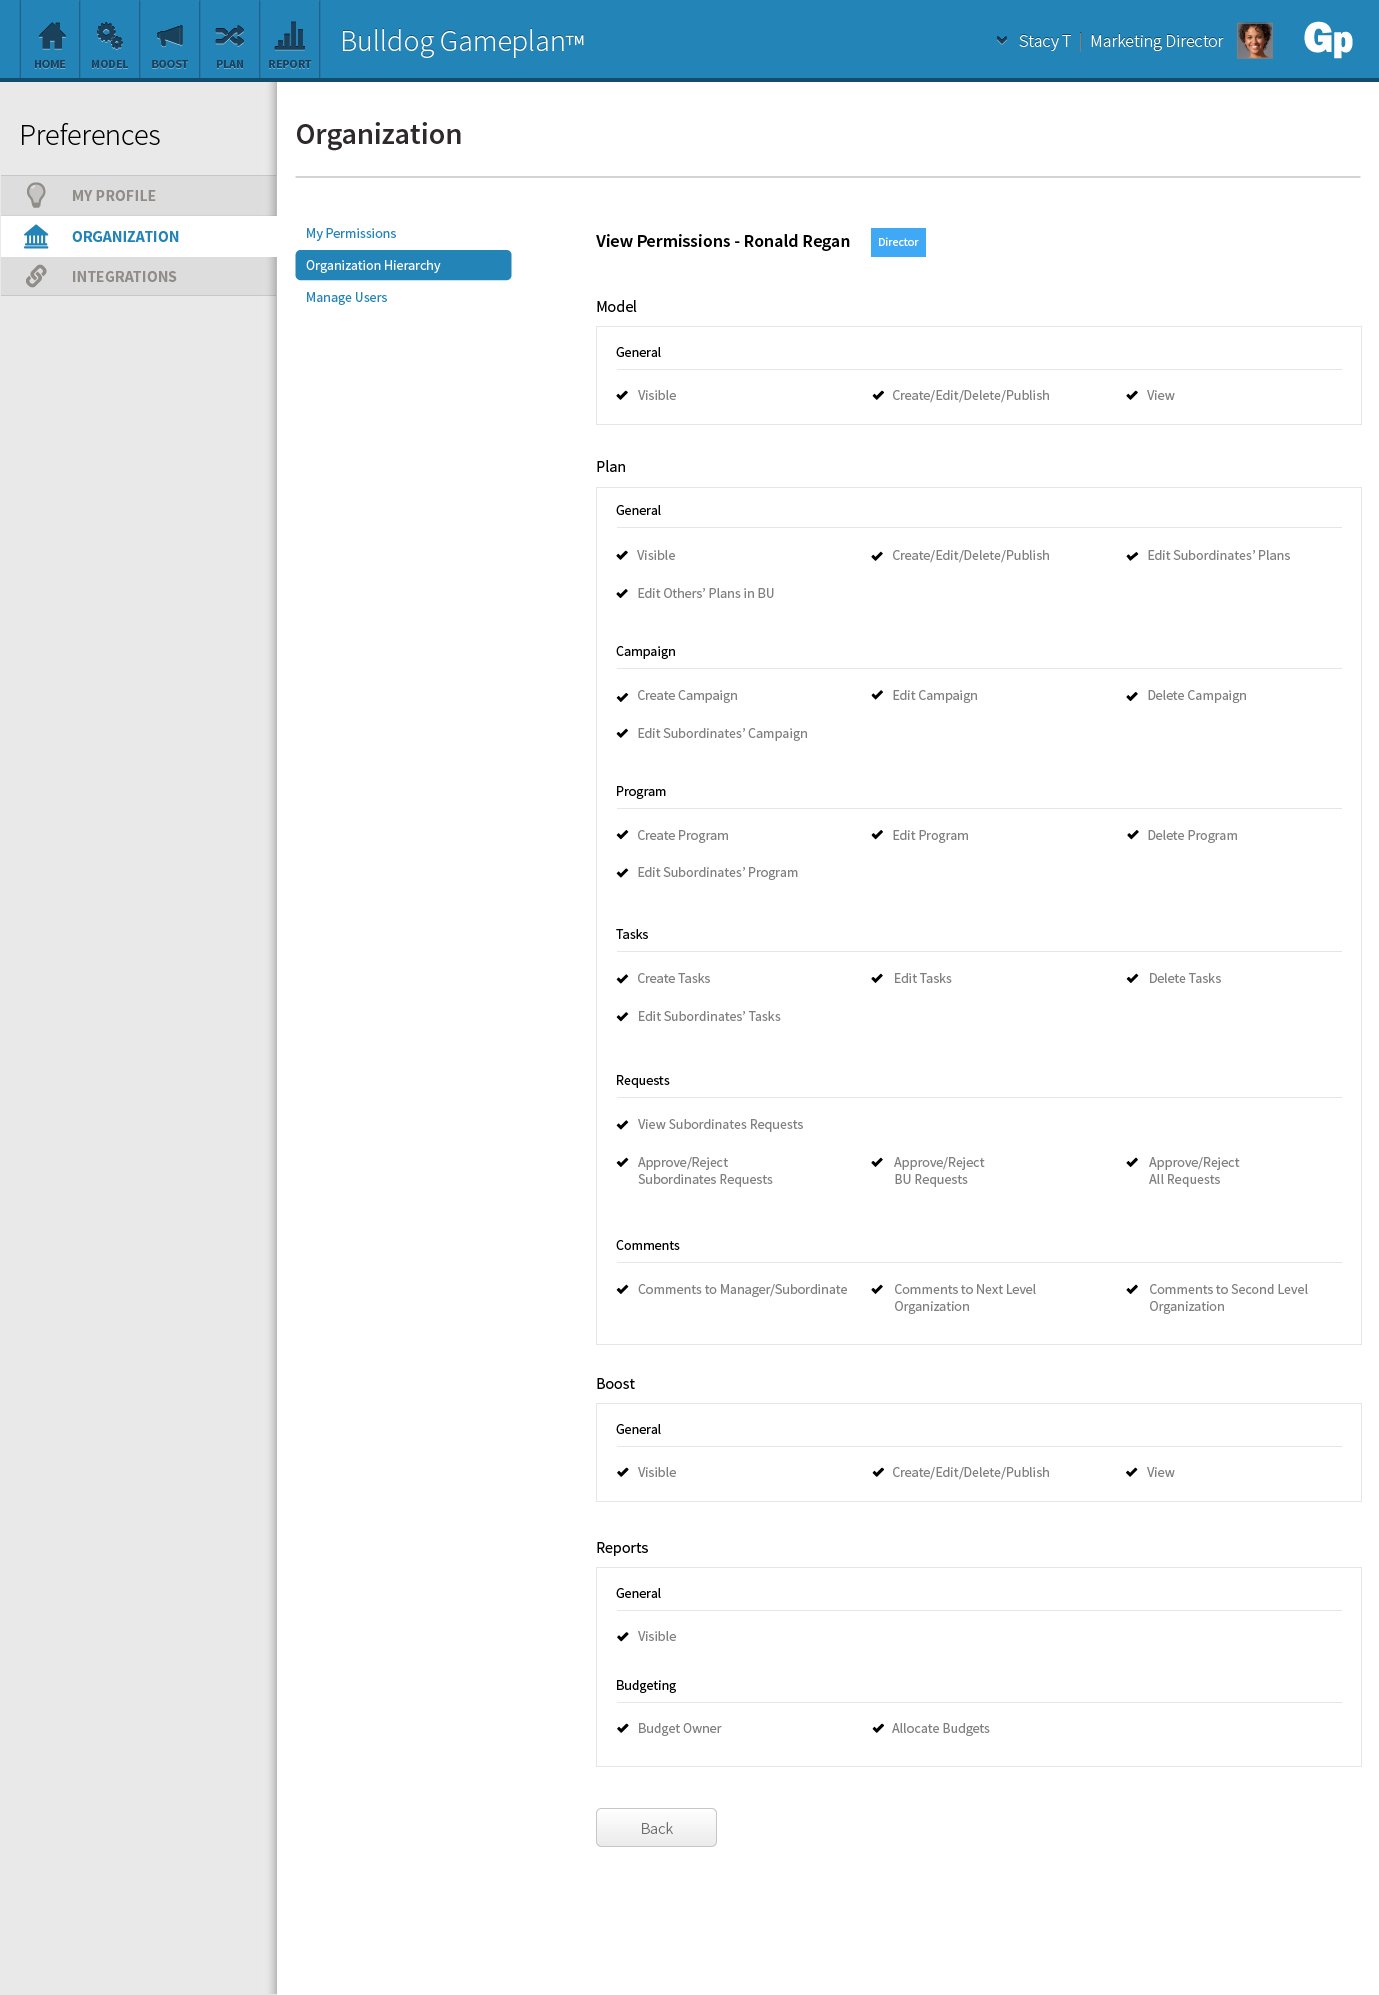 HOME
MODEL
BOOST
PLAN
REPORT
Bulldog Gameplan™
Stacy T
Marketing Director
Gp
Preferences
MY PROFILE
ORGANIZATION
INTEGRATIONS
Organization
My Permissions
Organization Hierarchy
Manage Users
View Permissions - Ronald Regan
Director
Model
General
Visible
Create/Edit/Delete/Publish
View
Plan
General
Visible
Create/Edit/Delete/Publish
Edit Subordinates’ Plans
Edit Others’ Plans in BU
Campaign
Create Campaign
Edit Campaign
Delete Campaign
Edit Subordinates’ Campaign
Program
Create Program
Edit Program
Delete Program
Edit Subordinates’ Program
Tasks
Create Tasks
Edit Tasks
Delete Tasks
Edit Subordinates’ Tasks
Requests
View Subordinates Requests
Approve/Reject
Subordinates Requests
Approve/Reject
BU Requests
Approve/Reject
All Requests
Comments
Comments to Manager/Subordinate
Comments to Next Level
Organization
Comments to Second Level
Organization
Boost
General
Visible
Create/Edit/Delete/Publish
View
Reports
General
Visible
Budgeting
Budget Owner
Allocate Budgets
Back